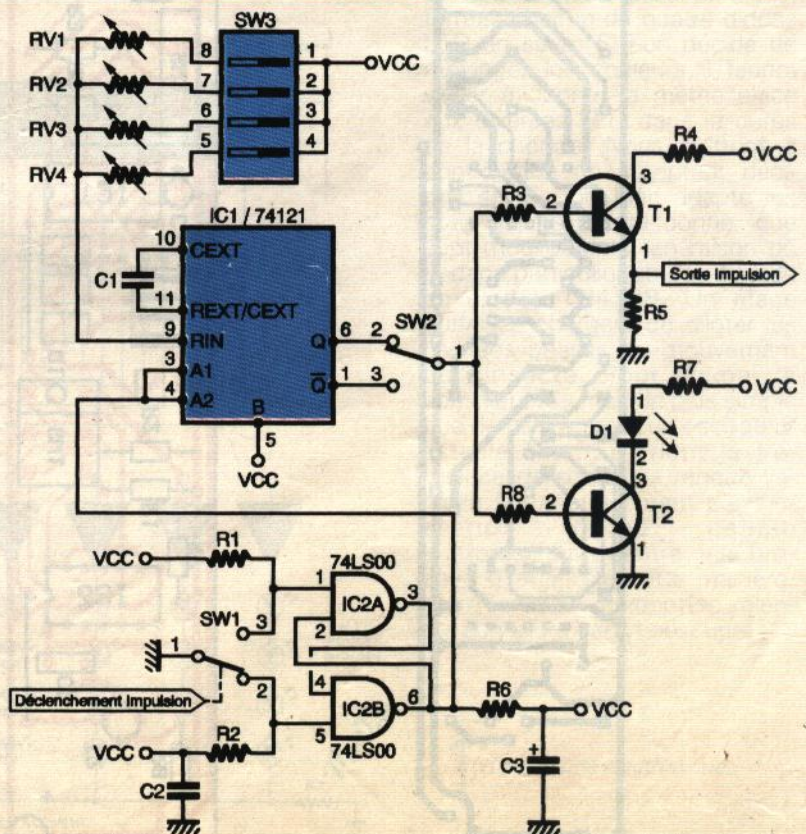 SW3
RV1
8
1
VCC
RV2
7
2
RV3
6
3
RV4
5
4
R4
VCC
IC1 / 74121
R3
2
3
T1
10
CEXT
C1
11
REXT/CEXT
1
Sortie Impulsion
9
RIN
Q
6
2
SW2
R5
3
A1
1
4
A2
Q
1
3
R7
VCC
B
1
5
D1
VCC
2
R8
2
3
T2
R1
74LS00
1
VCC
1
IC2A
3
SW1
3
2
1
4
R6
Déclenchement Impulsion
2
IC2B
6
VCC
5
R2
74LS00
VCC
+
C2
C3